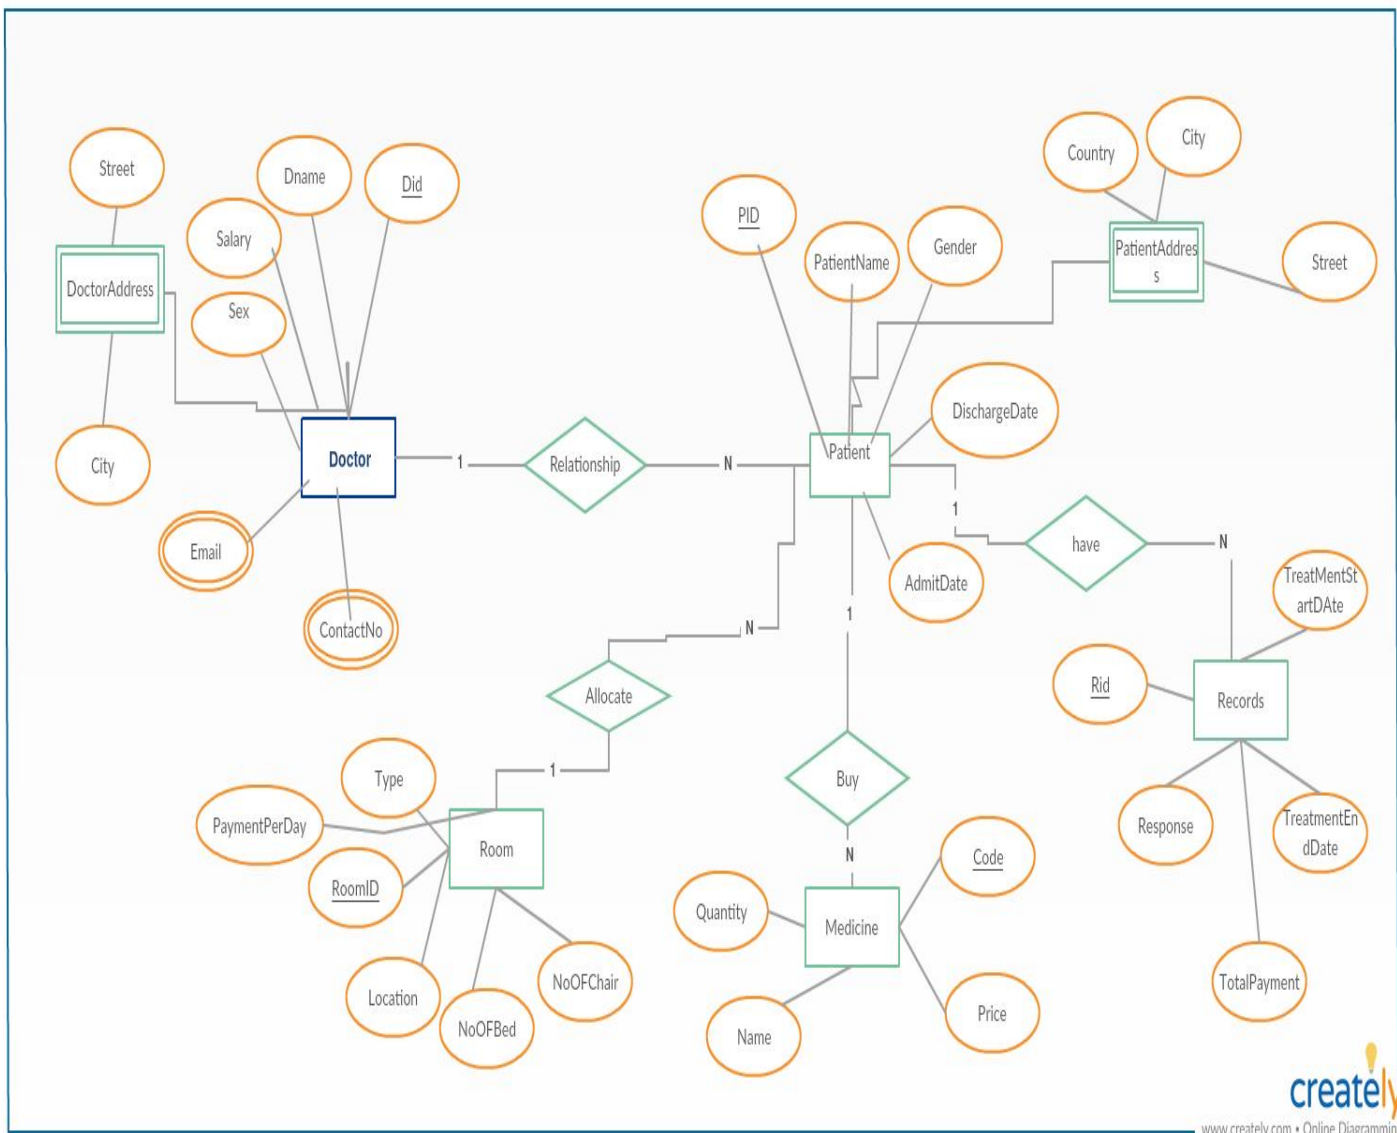 Street
Dname
Did
Salary
DoctorAddress
Sex
City
Doctor
Email
ContactNo
1
Relationship
N
PID
PatientName
Gender
Country
City
PatientAddres
s
Street
DischargeDate
Patient
AdmitDate
1
have
N
TreatMentSt
artDAte
Rid
Records
Response
TreatmentEn
dDate
TotalPayment
N
Allocate
1
1
Buy
N
Type
PaymentPerDay
Room
RoomID
Location
NoOFBed
NoOFChair
Code
Quantity
Medicine
Name
Price
creately
www.creately.com • Online Diagrammin